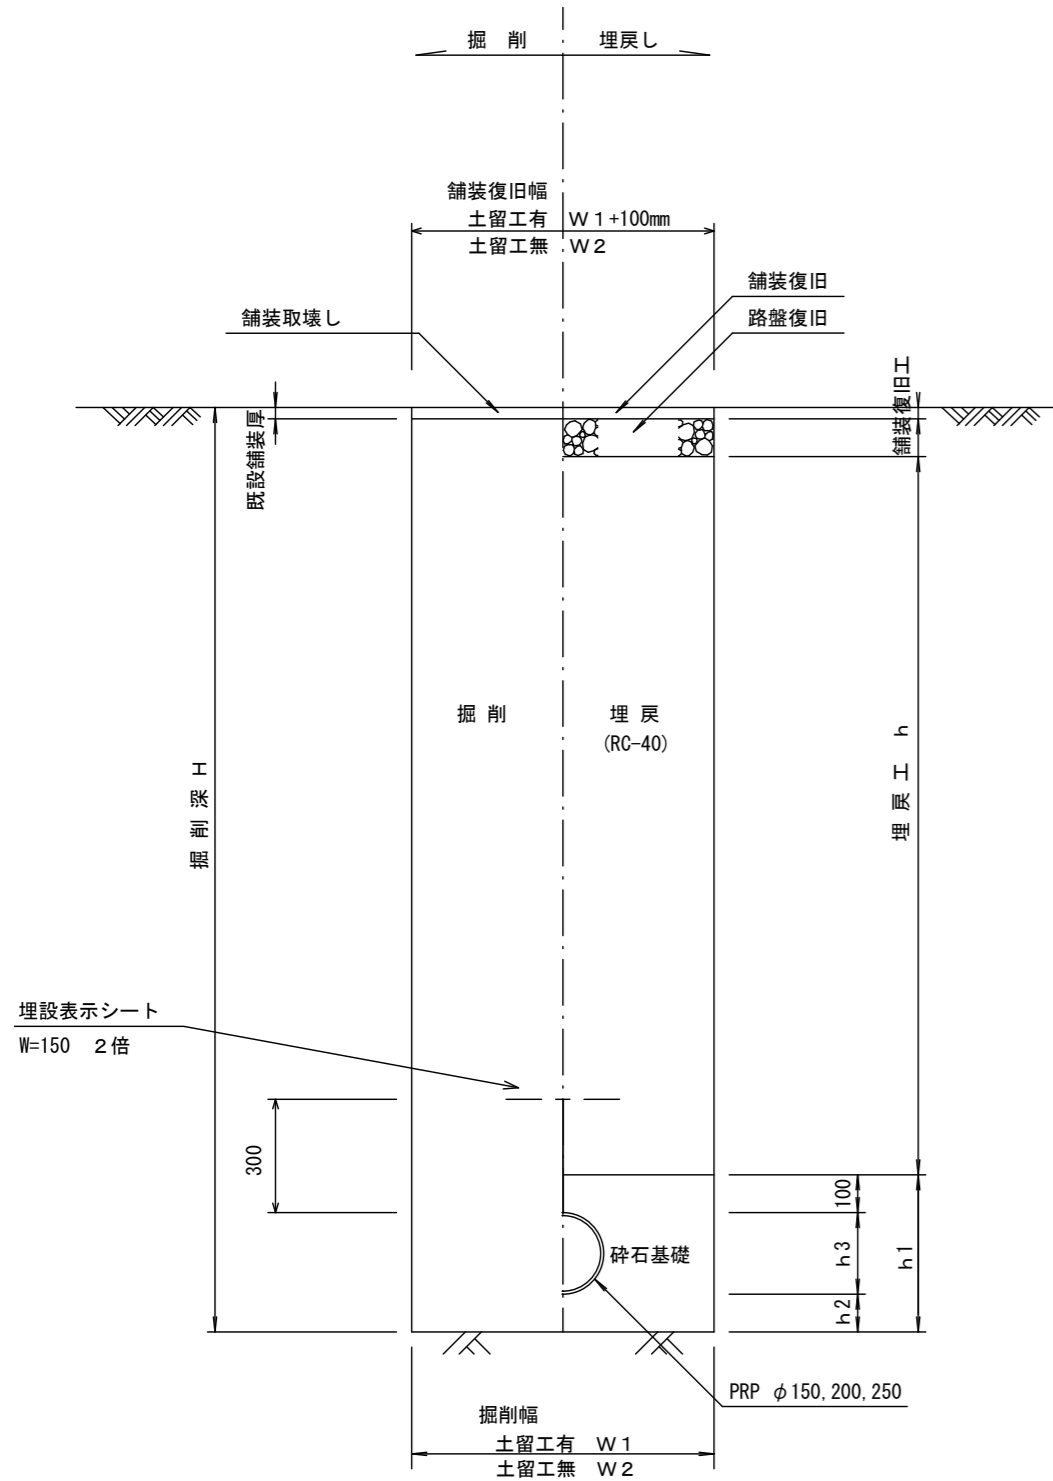 掘 削
埋戻し
舗装復旧幅
土留工有 W1+100mm
土留工無 W2
舗装復旧
舗装取壊し
路盤復旧
既設舗装厚
舗装復旧工
掘 削
埋 戻
(RC-40)
掘 削 深 H
埋 戻 工 h
埋設表示シート
W=150 2倍
300
100
h3
h2
h1
砕石基礎
PRP φ150,200,250
掘削幅
土留工有 W1
土留工無 W2